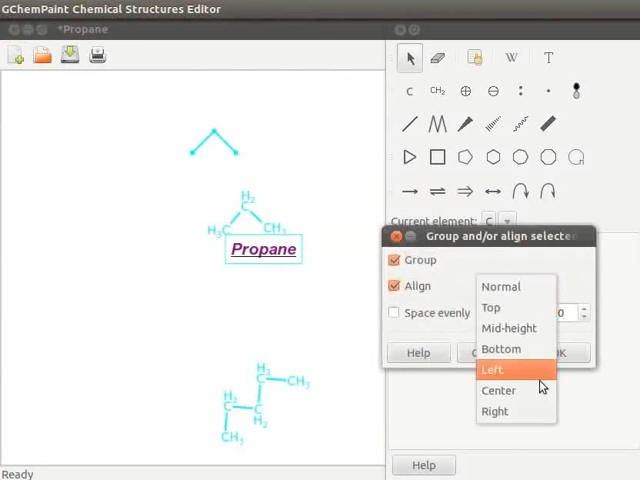 GChemPaint Chemical Structures Editor
*Propane
W T
C CH₂
Current element: C
H₂
C
H₃C CH₃
Propane
Group and/or align selecte
Group
Align
Space evenly 0
Normal
Top
Mid-height
Bottom
Left
Center
Right
Help
H₂
C CH₃
H₂
C C
H₂
CH₃
Help
Ready